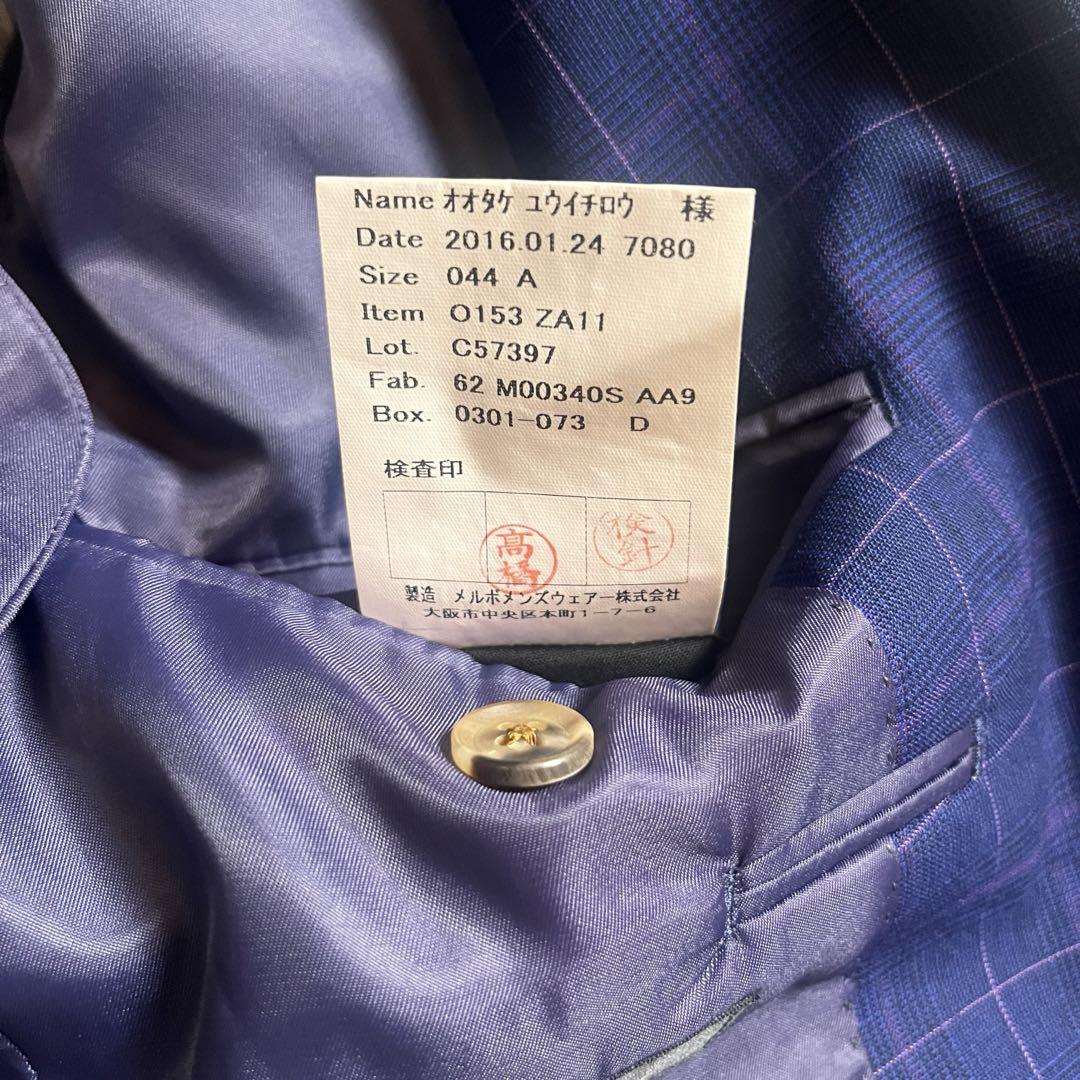 Name オオタケ ユウイチロウ 様
Date 2016.01.24 7080
Size 044 A
Item O153 ZA11
Lot. C57397
Fab. 62 M00340S AA9
Box. 0301-073 D
検査印
高橋
検針
製造 メルボメンズウェアー株式会社
大阪市中央区本町1-7-6